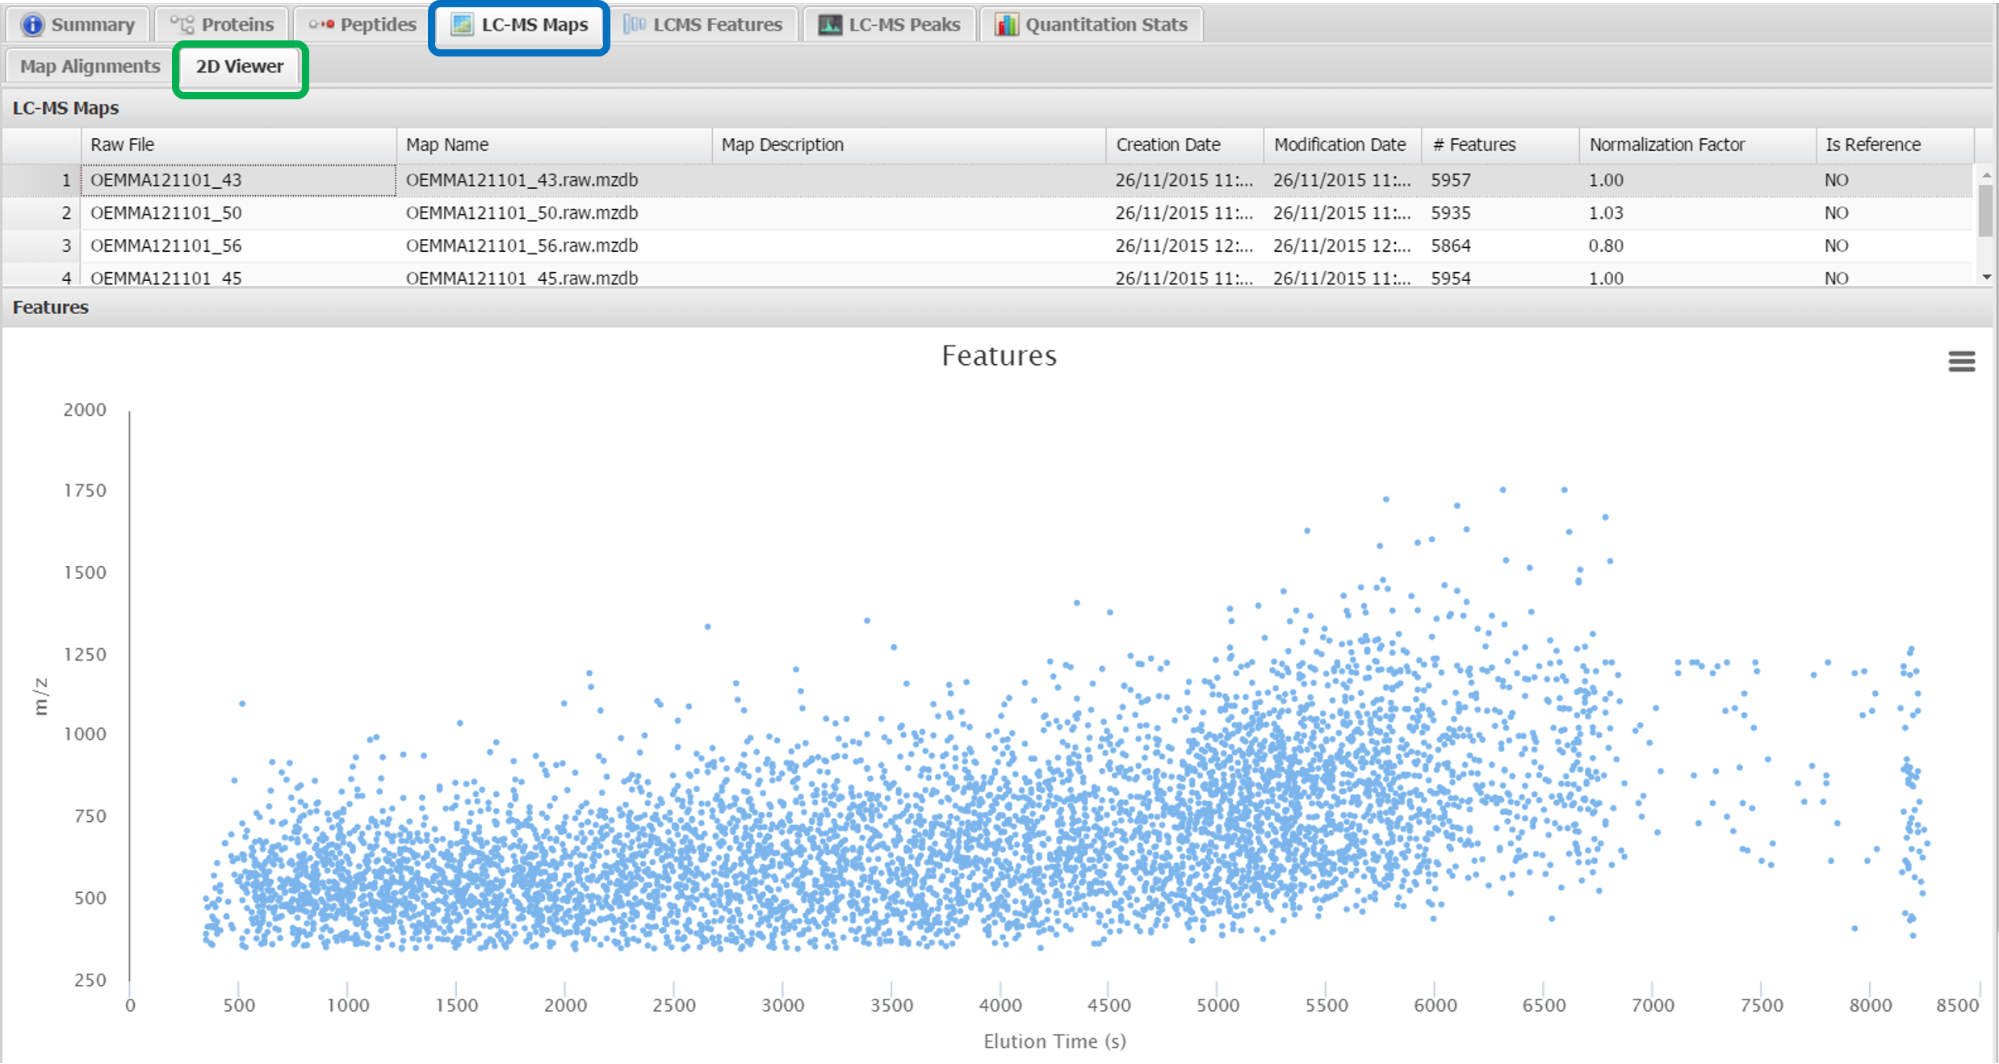 Summary Proteins Peptides LC-MS Maps LCMS Features LC-MS Peaks Quantitation Stats
Map Alignments 2D Viewer
LC-MS Maps
Raw File Map Name Map Description Creation Date Modification Date # Features Normalization Factor Is Reference
1 OEMMA121101_43 OEMMA121101_43.raw.mzdb 26/11/2015 11:... 26/11/2015 11:... 5957 1.00 NO
2 OEMMA121101_50 OEMMA121101_50.raw.mzdb 26/11/2015 11:... 26/11/2015 11:... 5935 1.03 NO
3 OEMMA121101_56 OEMMA121101_56.raw.mzdb 26/11/2015 12:... 26/11/2015 12:... 5864 0.80 NO
4 OEMMA121101_45 OEMMA121101_45.raw.mzdb 26/11/2015 11:... 26/11/2015 11:... 5954 1.00 NO
Features
Features
2000
1750
1500
1250
1000
750
500
250
m/z
0 500 1000 1500 2000 2500 3000 3500 4000 4500 5000 5500 6000 6500 7000 7500 8000 8500
Elution Time (s)